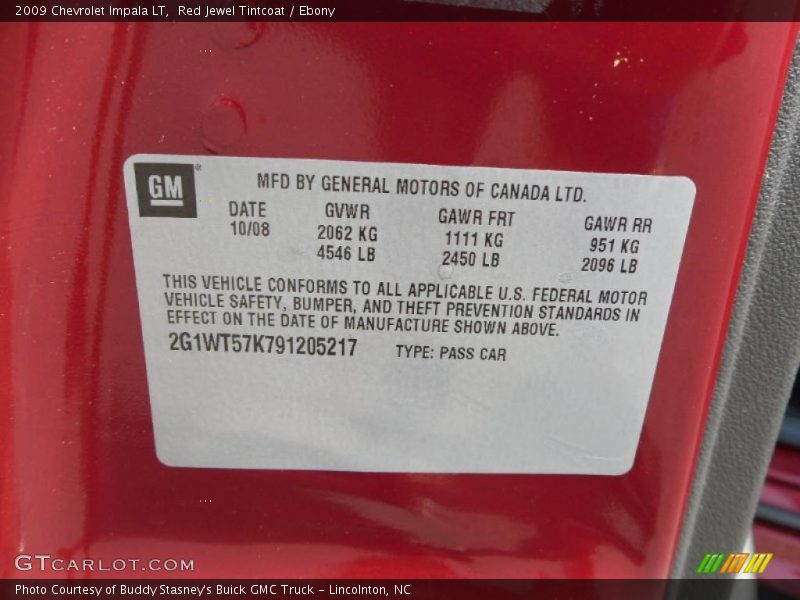 2009 Chevrolet Impala LT,  Red Jewel Tintcoat / Ebony
GM
MFD BY GENERAL MOTORS OF CANADA LTD.
DATE GVWR GAWR FRT GAWR RR
10/08 2062 KG 1111 KG 951 KG
4546 LB 2450 LB 2096 LB
THIS VEHICLE CONFORMS TO ALL APPLICABLE U.S. FEDERAL MOTOR
VEHICLE SAFETY, BUMPER, AND THEFT PREVENTION STANDARDS IN
EFFECT ON THE DATE OF MANUFACTURE SHOWN ABOVE.
2G1WT57K791205217 TYPE: PASS CAR
GTCARLOT.COM
Photo Courtesy of Buddy Stasney's Buick GMC Truck - Lincolnton, NC